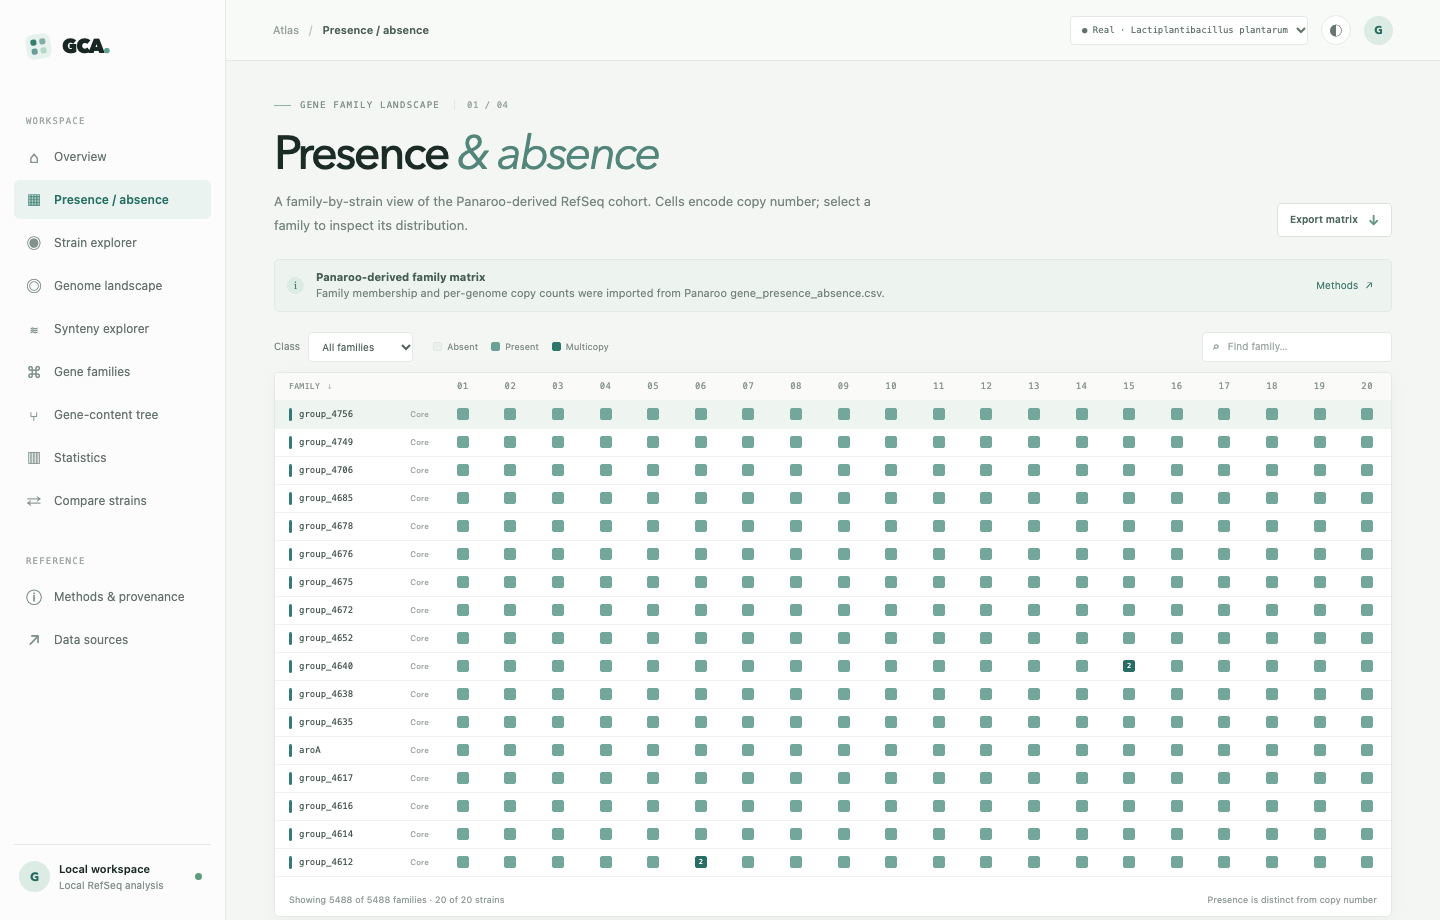 GCA.
WORKSPACE
Overview
Presence / absence
Strain explorer
Genome landscape
Synteny explorer
Gene families
Gene-content tree
Statistics
Compare strains
REFERENCE
Methods & provenance
Data sources
G
Local workspace
Local RefSeq analysis
Atlas / Presence / absence
● Real · Lactiplantibacillus plantarum
G
GENE FAMILY LANDSCAPE 01 / 04
Presence & absence
A family-by-strain view of the Panaroo-derived RefSeq cohort. Cells encode copy number; select a
family to inspect its distribution.
Export matrix ↓
i
Panaroo-derived family matrix
Family membership and per-genome copy counts were imported from Panaroo gene_presence_absence.csv.
Methods ↗
Class All families Absent Present Multicopy
Find family...
FAMILY ↓ 01 02 03 04 05 06 07 08 09 10 11 12 13 14 15 16 17 18 19 20
group_4756 Core
group_4749 Core
group_4706 Core
group_4685 Core
group_4678 Core
group_4676 Core
group_4675 Core
group_4672 Core
group_4652 Core
group_4640 Core 2
group_4638 Core
group_4635 Core
aroA Core
group_4617 Core
group_4616 Core
group_4614 Core
group_4612 Core 2
Showing 5488 of 5488 families · 20 of 20 strains
Presence is distinct from copy number